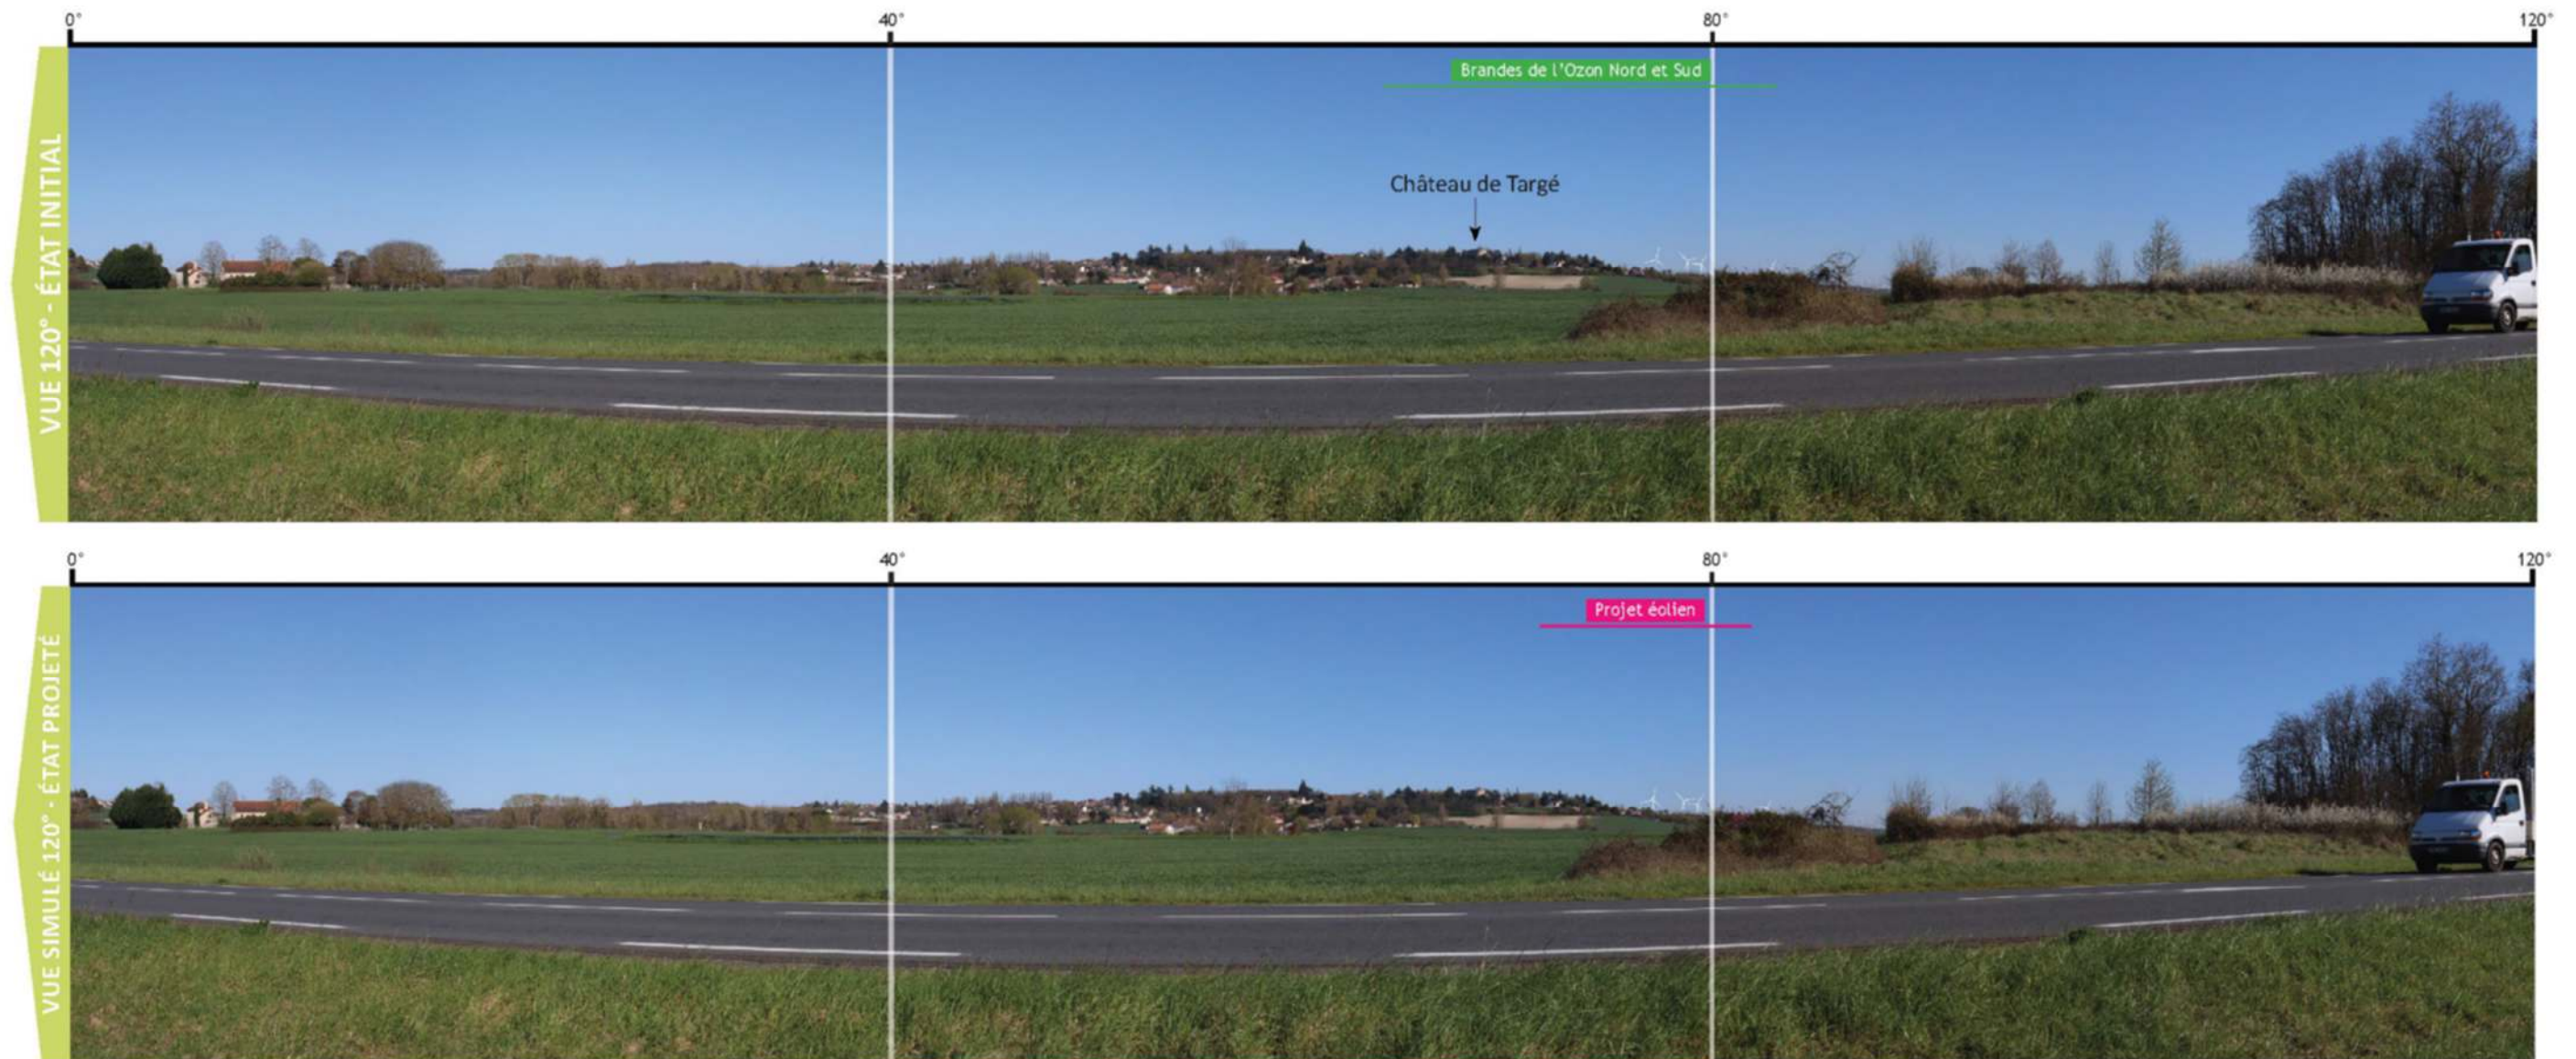 0° 40° 80° 120°
VUE 120° - ÉTAT INITIAL
Brandes de l'Ozon Nord et Sud
Château de Targé
0° 40° 80° 120°
VUE SIMULÉ 120° - ÉTAT PROJETÉ
Projet éolien